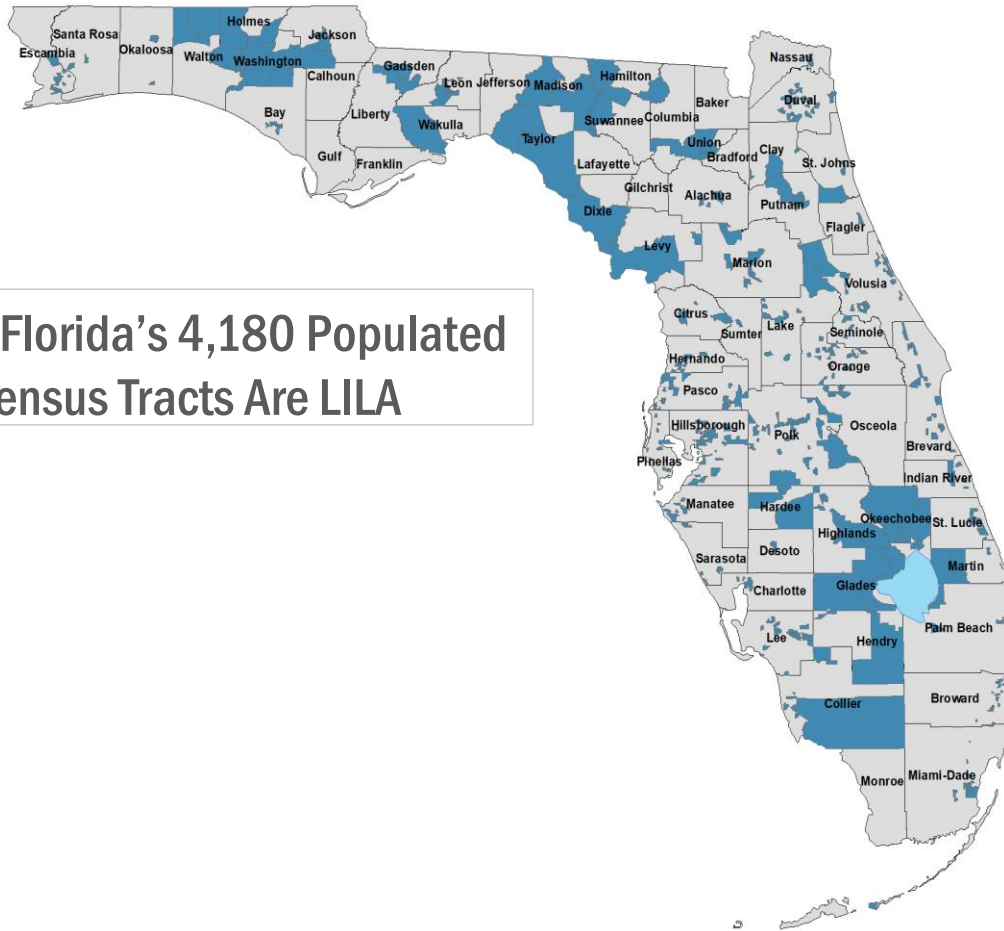 Holmes
Santa Rosa
Jackson
Escambia
Okaloosa
Walton
Washington
Calhoun
Gadsden
Leon
Jefferson
Madison
Hamilton
Nassau
Bay
Liberty
Wakulla
Taylor
Suwannee
Columbia
Baker
Duval
Gulf
Franklin
Lafayette
Union
Bradford
Clay
St. Johns
Gilchrist
Alachua
Putnam
Dixie
Flagler
Levy
Marion
Volusia
Florida's 4,180 Populated
ensus Tracts Are LILA
Citrus
Sumter
Lake
Seminole
Hernando
Orange
Pasco
Hillsborough
Polk
Osceola
Brevard
Pinellas
Indian River
Manatee
Hardee
Okeechobee
St. Lucie
Highlands
Sarasota
Desoto
Martin
Charlotte
Glades
Lee
Hendry
Palm Beach
Collier
Broward
Monroe
Miami-Dade